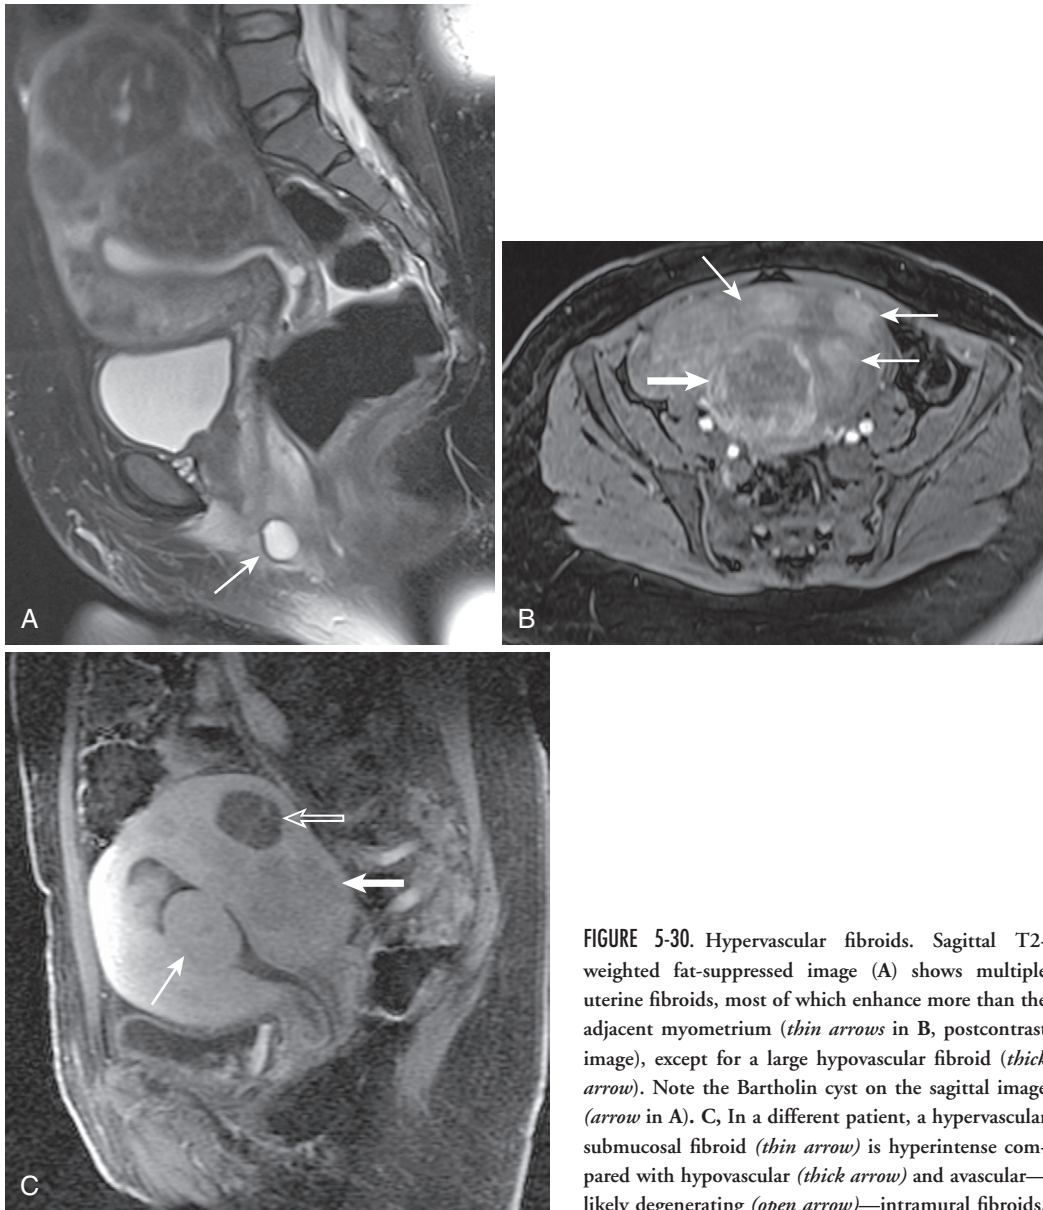 A
B
C
FIGURE 5-30. Hypervascular fibroids. Sagittal T2-
weighted fat-suppressed image (A) shows multiple
uterine fibroids, most of which enhance more than the
adjacent myometrium (thin arrows in B, postcontrast
image), except for a large hypovascular fibroid (thick
arrow). Note the Bartholin cyst on the sagittal image
(arrow in A). C, In a different patient, a hypervascular
submucosal fibroid (thin arrow) is hyperintense com-
pared with hypovascular (thick arrow) and avascular—
likely degenerating (open arrow)—intramural fibroids.